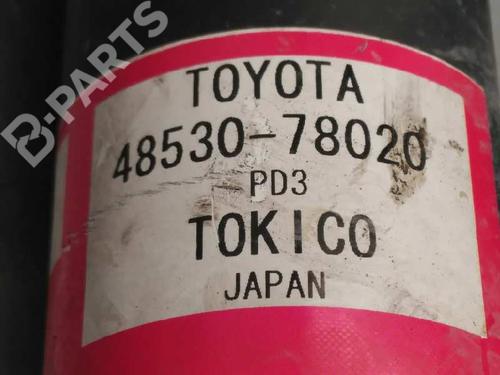 B-PARTS
TOYOTA
48530-78020
PD3
TOKICO
JAPAN